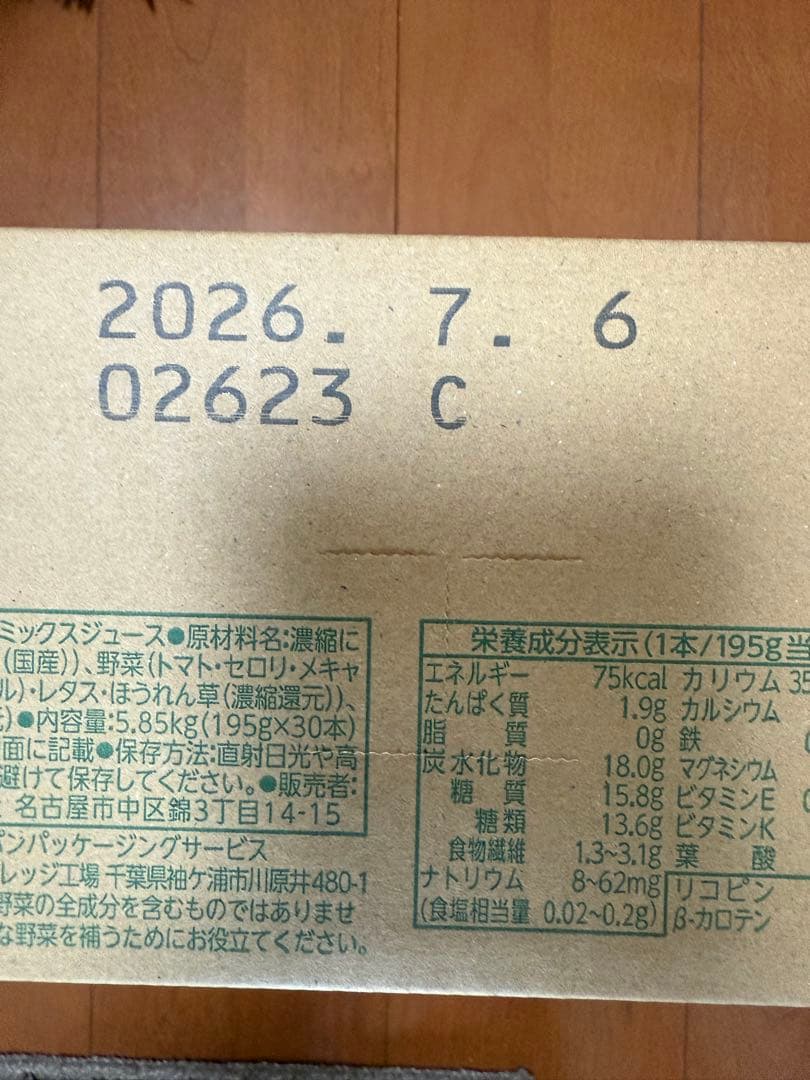 2026. 7. 6
02623 C
ミックスジュース●原材料名:濃縮に
(国産))、野菜(トマト・セロリ・メキャ
ル)・レタス・ほうれん草(濃縮還元))、
)●内容量:5.85kg(195g×30本)
面に記載●保存方法:直射日光や高
避けて保存してください。●販売者:
名古屋市中区錦3丁目14-15
パンパッケージングサービス
レッジ工場 千葉県袖ケ浦市川原井480-1
野菜の全成分を含むものではありませ
な野菜を補うためにお役立てください。
栄養成分表示(1本/195g当
エネルギー 75kcal
たんぱく質 1.9g
脂質 0g
炭水化物 18.0g
糖質 15.8g
糖類 13.6g
食物繊維 1.3~3.1g
ナトリウム 8~62mg
(食塩相当量 0.02~0.2g)
カリウム 35
カルシウム
鉄
マグネシウム
ビタミンE
ビタミンK
葉酸
リコピン
β-カロテン